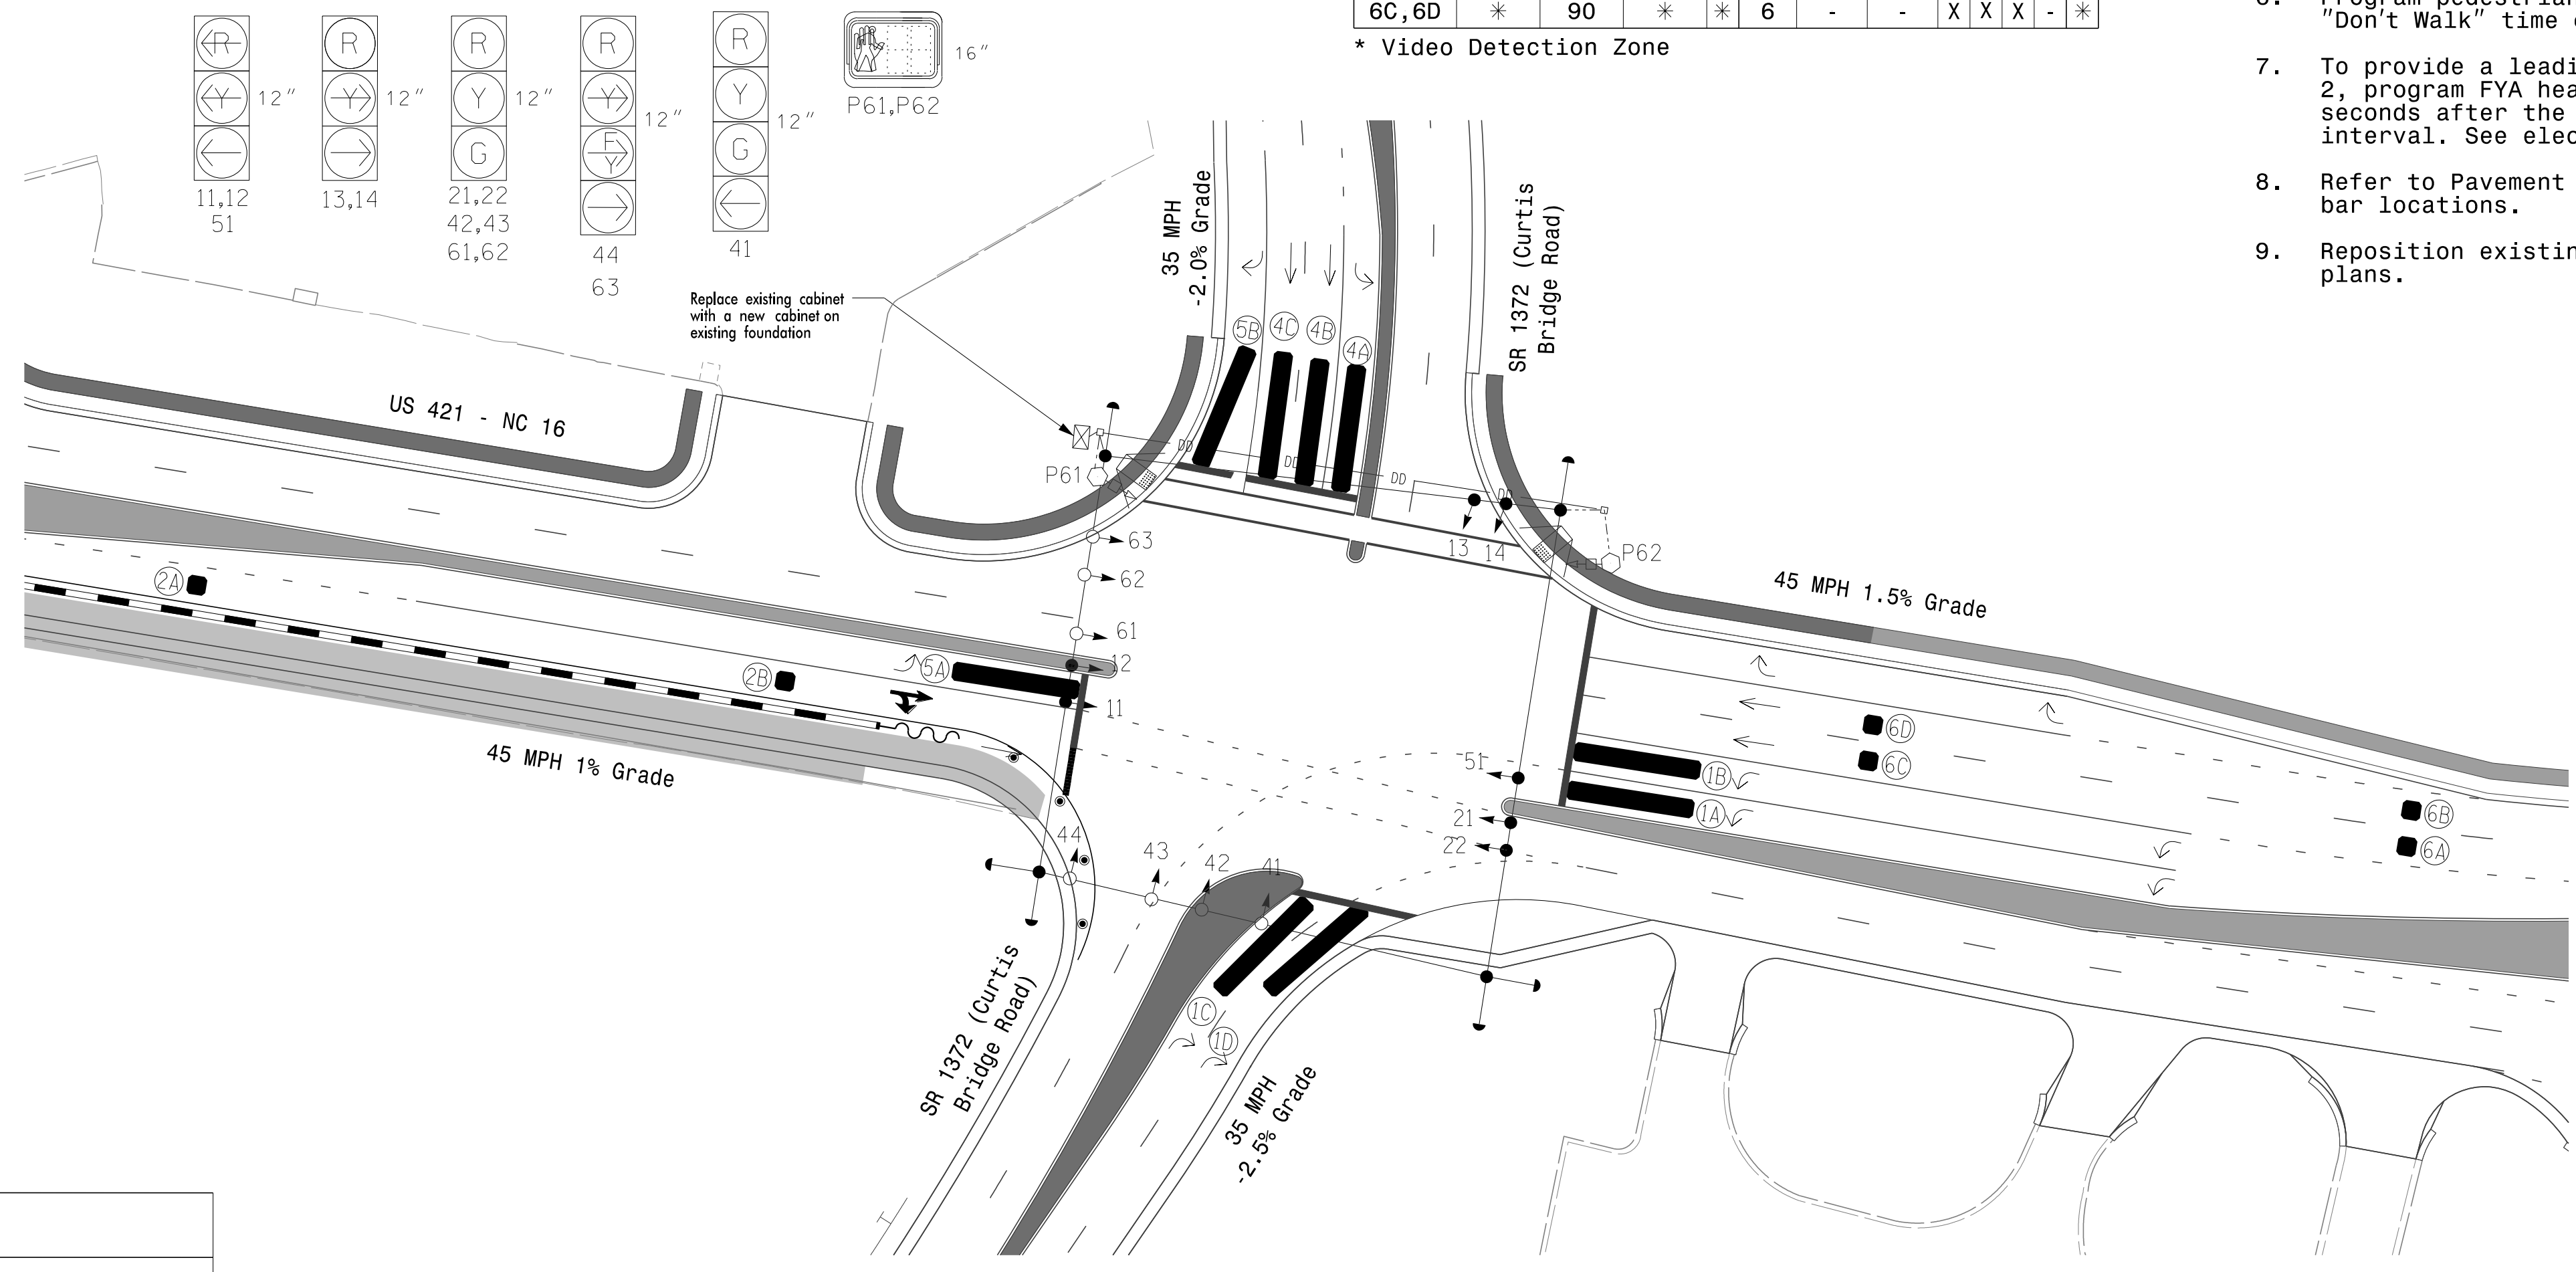 6C,6D * 90 * * 6 - - X X X - *
* Video Detection Zone
"Don't Walk" time
7. To provide a leadi
2, program FYA hea
seconds after the
interval. See elec
8. Refer to Pavement
bar locations.
9. Reposition existin
plans.
R
Y
12"
11,12
51
R
Y
12"
13,14
R
Y
G
12"
21,22
42,43
61,62
R
Y
F
Y
12"
44
63
R
Y
G
12"
41
16"
P61,P62
Replace existing cabinet
with a new cabinet on
existing foundation
35 MPH
-2.0% Grade
SR 1372 (Curtis
Bridge Road)
5B
4C
4B
4A
US 421 - NC 16
DD
DD
DD
DD
P61
P62
13
14
63
62
61
12
11
45 MPH 1.5% Grade
2A
2B
5A
45 MPH 1% Grade
51
21
22
1B
1A
6D
6C
6B
6A
44
43
42
41
1C
1D
SR 1372 (Curtis
Bridge Road)
35 MPH
-2.5% Grade
T